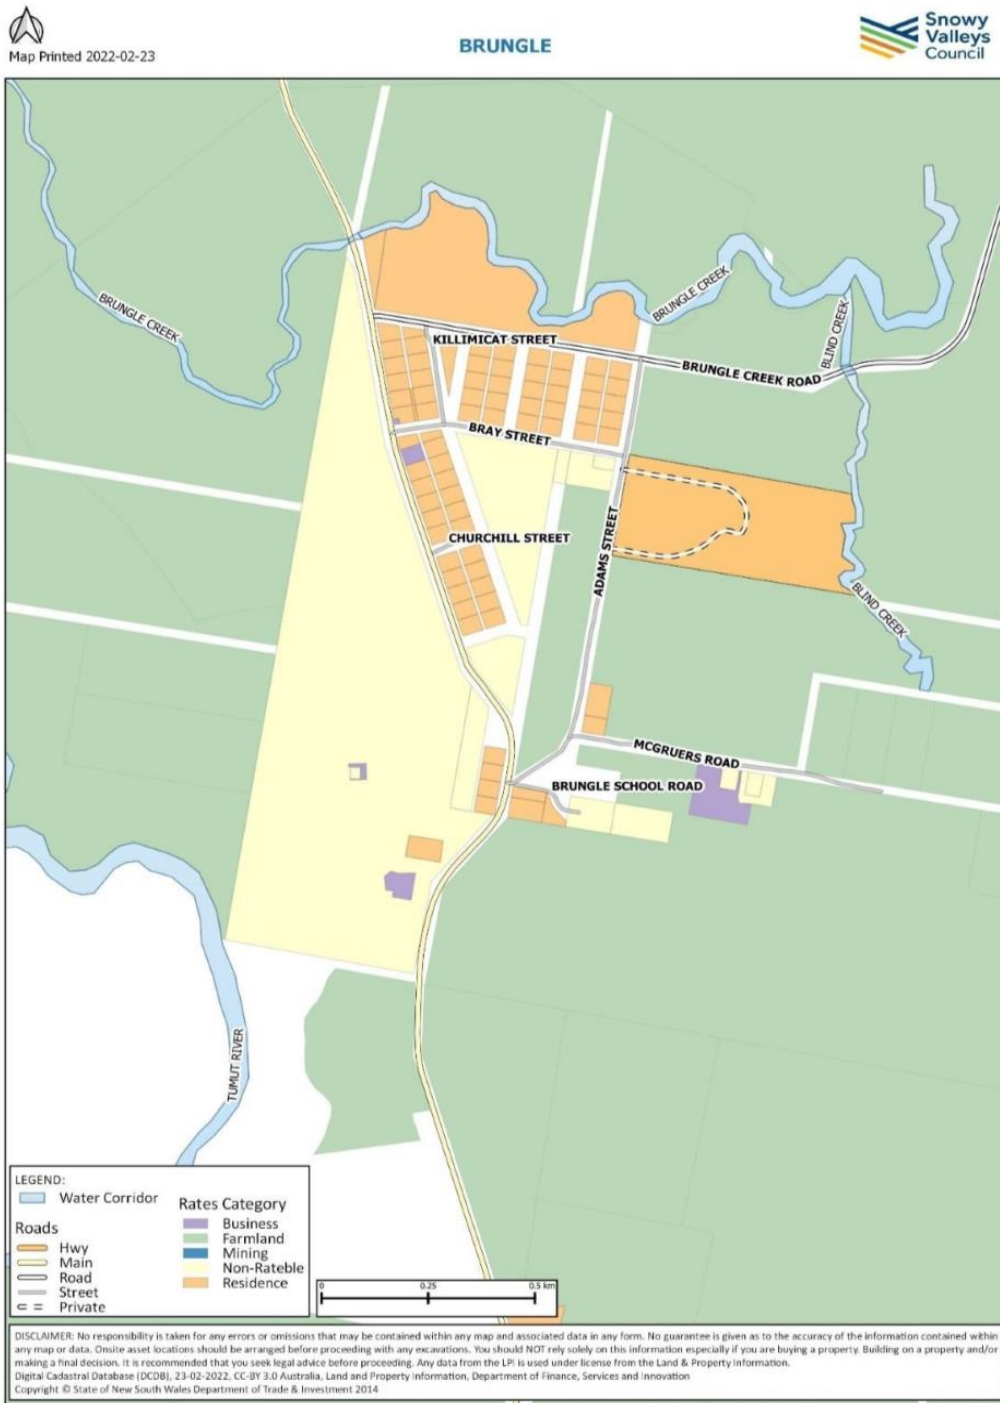 Map Printed 2022-02-23
BRUNGLE
Snowy
Valleys
Council
BRUNGLE CREEK
BRUNGLE CREEK
BLIND CREEK
KILLIMICAT STREET
BRUNGLE CREEK ROAD
BRAY STREET
CHURCHILL STREET
ADAMS STREET
BLIND CREEK
MCGRUERS ROAD
BRUNGLE SCHOOL ROAD
TUMUT RIVER
LEGEND:
Water Corridor
Roads
Hwy
Main
Road
Street
Private
Rates Category
Business
Farmland
Mining
Non-Rateble
Residence
0 0.25 0.5 km
DISCLAIMER: No responsibility is taken for any errors or omissions that may be contained within any map and associated data in any form. No guarantee is given as to the accuracy of the information contained within
any map or data. Onsite asset locations should be arranged before proceeding with any excavations. You should NOT rely solely on this information especially if you are buying a property. Building on a property and/or
making a final decision. It is recommended that you seek legal advice before proceeding. Any data from the LPI is used under license from the Land & Property Information.
Digital Cadastral Database (DCDB), 23-02-2022, CC-BY 3.0 Australia, Land and Property Information, Department of Finance, Services and Innovation
Copyright © State of New South Wales Department of Trade & Investment 2014